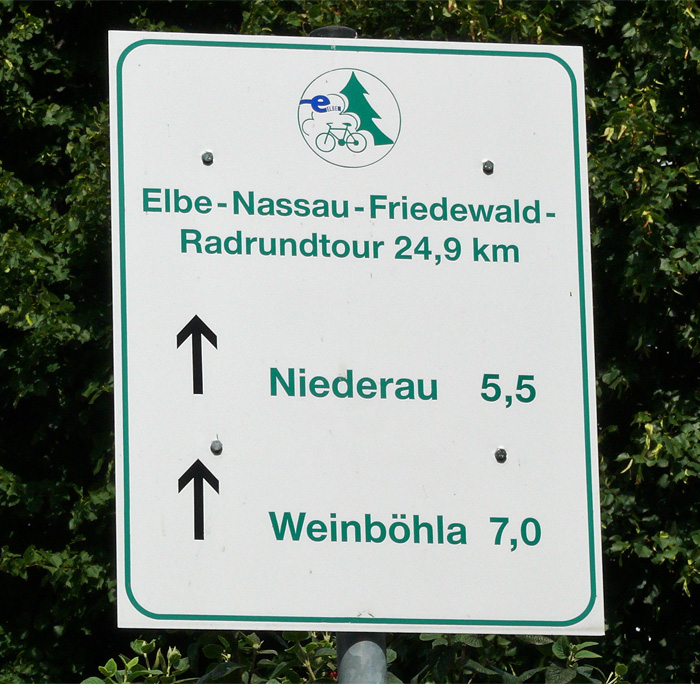 Elbe-Nassau-Friedewald-
Radrundtour 24,9 km
Niederau 5,5
Weinböhla 7,0